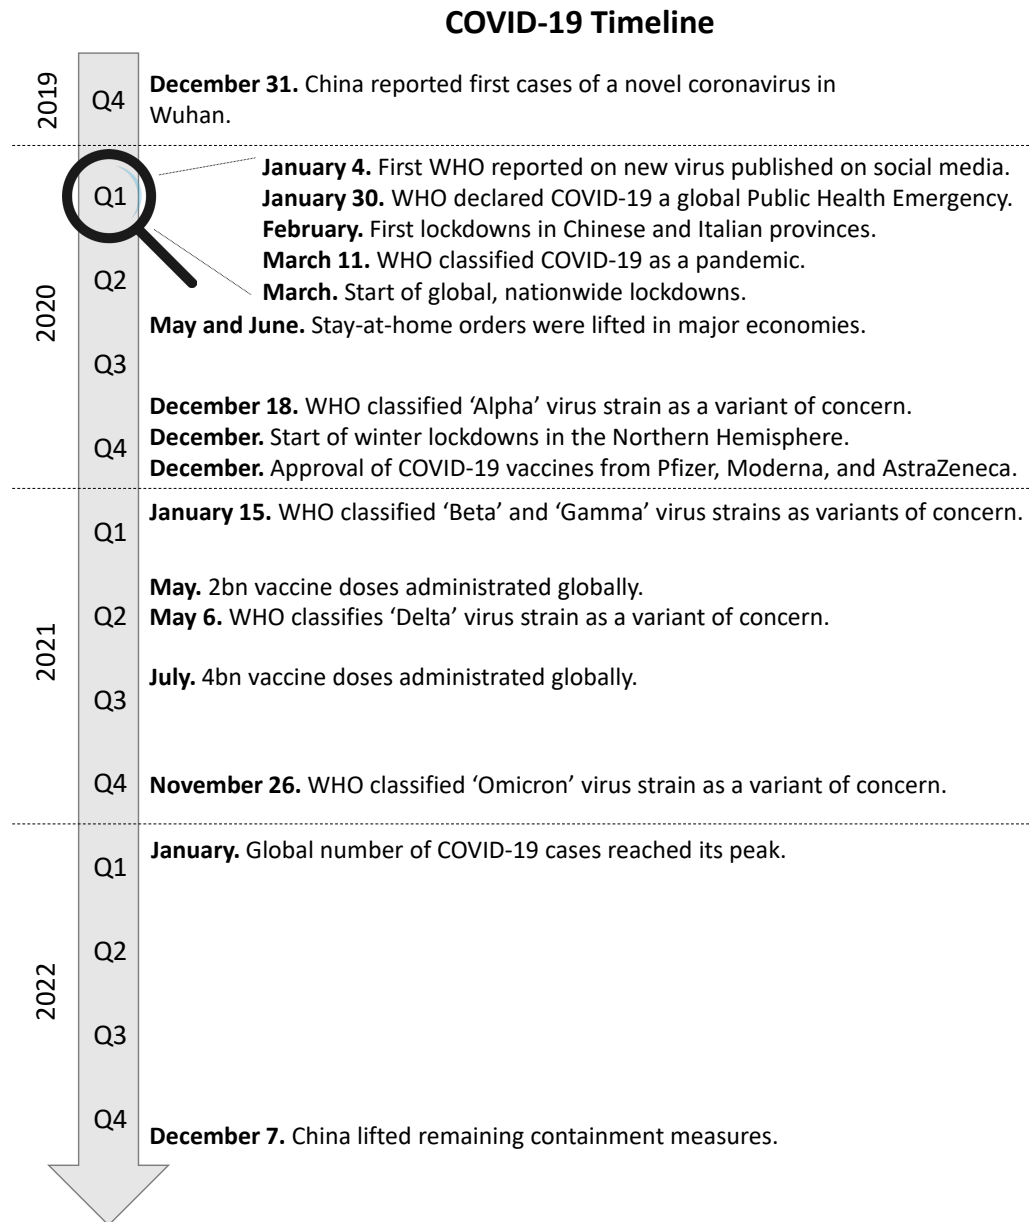 COVID-19 Timeline
2019
Q4
December 31. China reported first cases of a novel coronavirus in
Wuhan.
2020
Q1
January 4. First WHO reported on new virus published on social media.
January 30. WHO declared COVID-19 a global Public Health Emergency.
February. First lockdowns in Chinese and Italian provinces.
March 11. WHO classified COVID-19 as a pandemic.
March. Start of global, nationwide lockdowns.
Q2
May and June. Stay-at-home orders were lifted in major economies.
Q3
Q4
December 18. WHO classified ‘Alpha’ virus strain as a variant of concern.
December. Start of winter lockdowns in the Northern Hemisphere.
December. Approval of COVID-19 vaccines from Pfizer, Moderna, and AstraZeneca.
2021
Q1
January 15. WHO classified ‘Beta’ and ‘Gamma’ virus strains as variants of concern.
Q2
May. 2bn vaccine doses administrated globally.
May 6. WHO classifies ‘Delta’ virus strain as a variant of concern.
Q3
July. 4bn vaccine doses administrated globally.
Q4
November 26. WHO classified ‘Omicron’ virus strain as a variant of concern.
2022
Q1
January. Global number of COVID-19 cases reached its peak.
Q2
Q3
Q4
December 7. China lifted remaining containment measures.